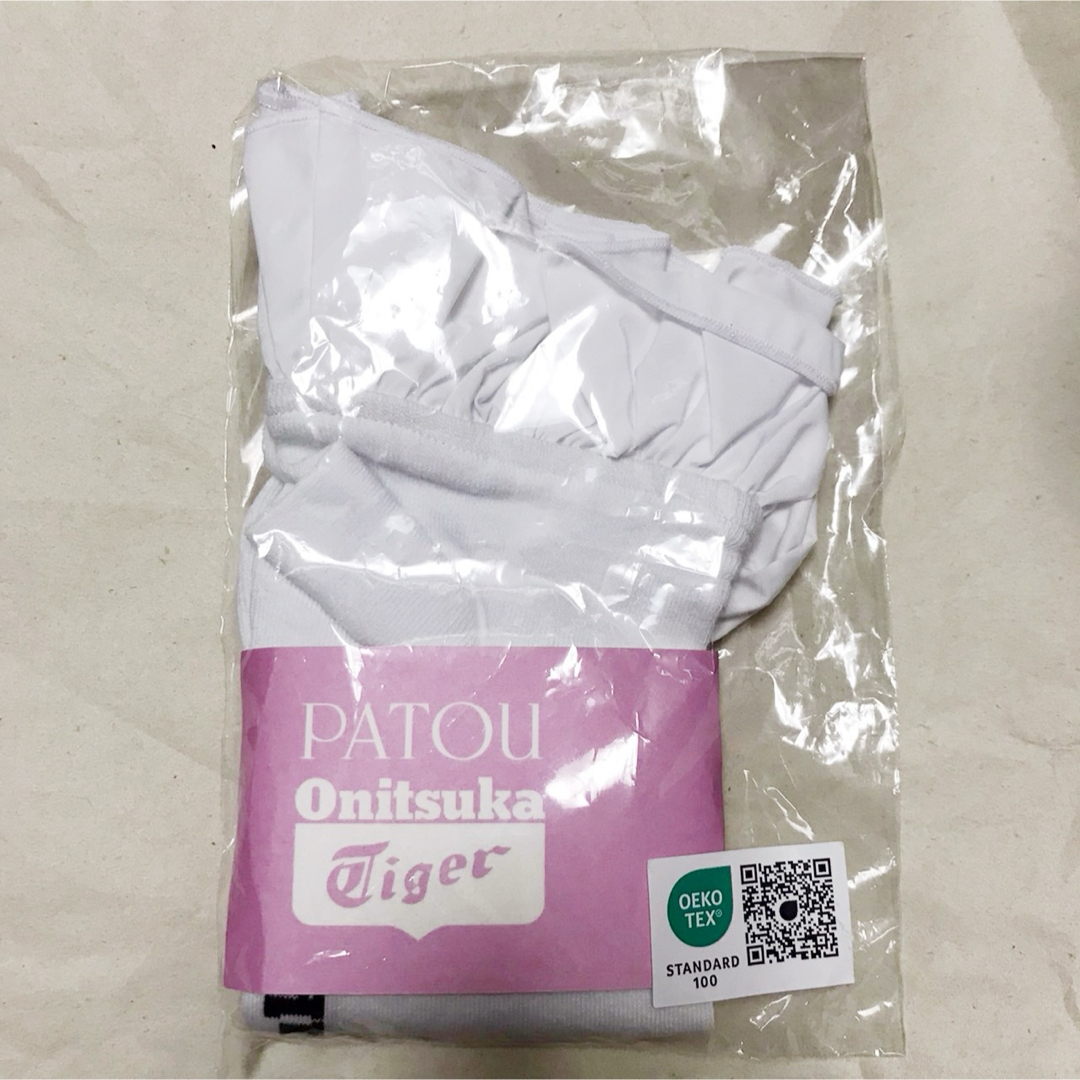 PATOU
Onitsuka
Tiger
OEKO
TEX®
STANDARD
100